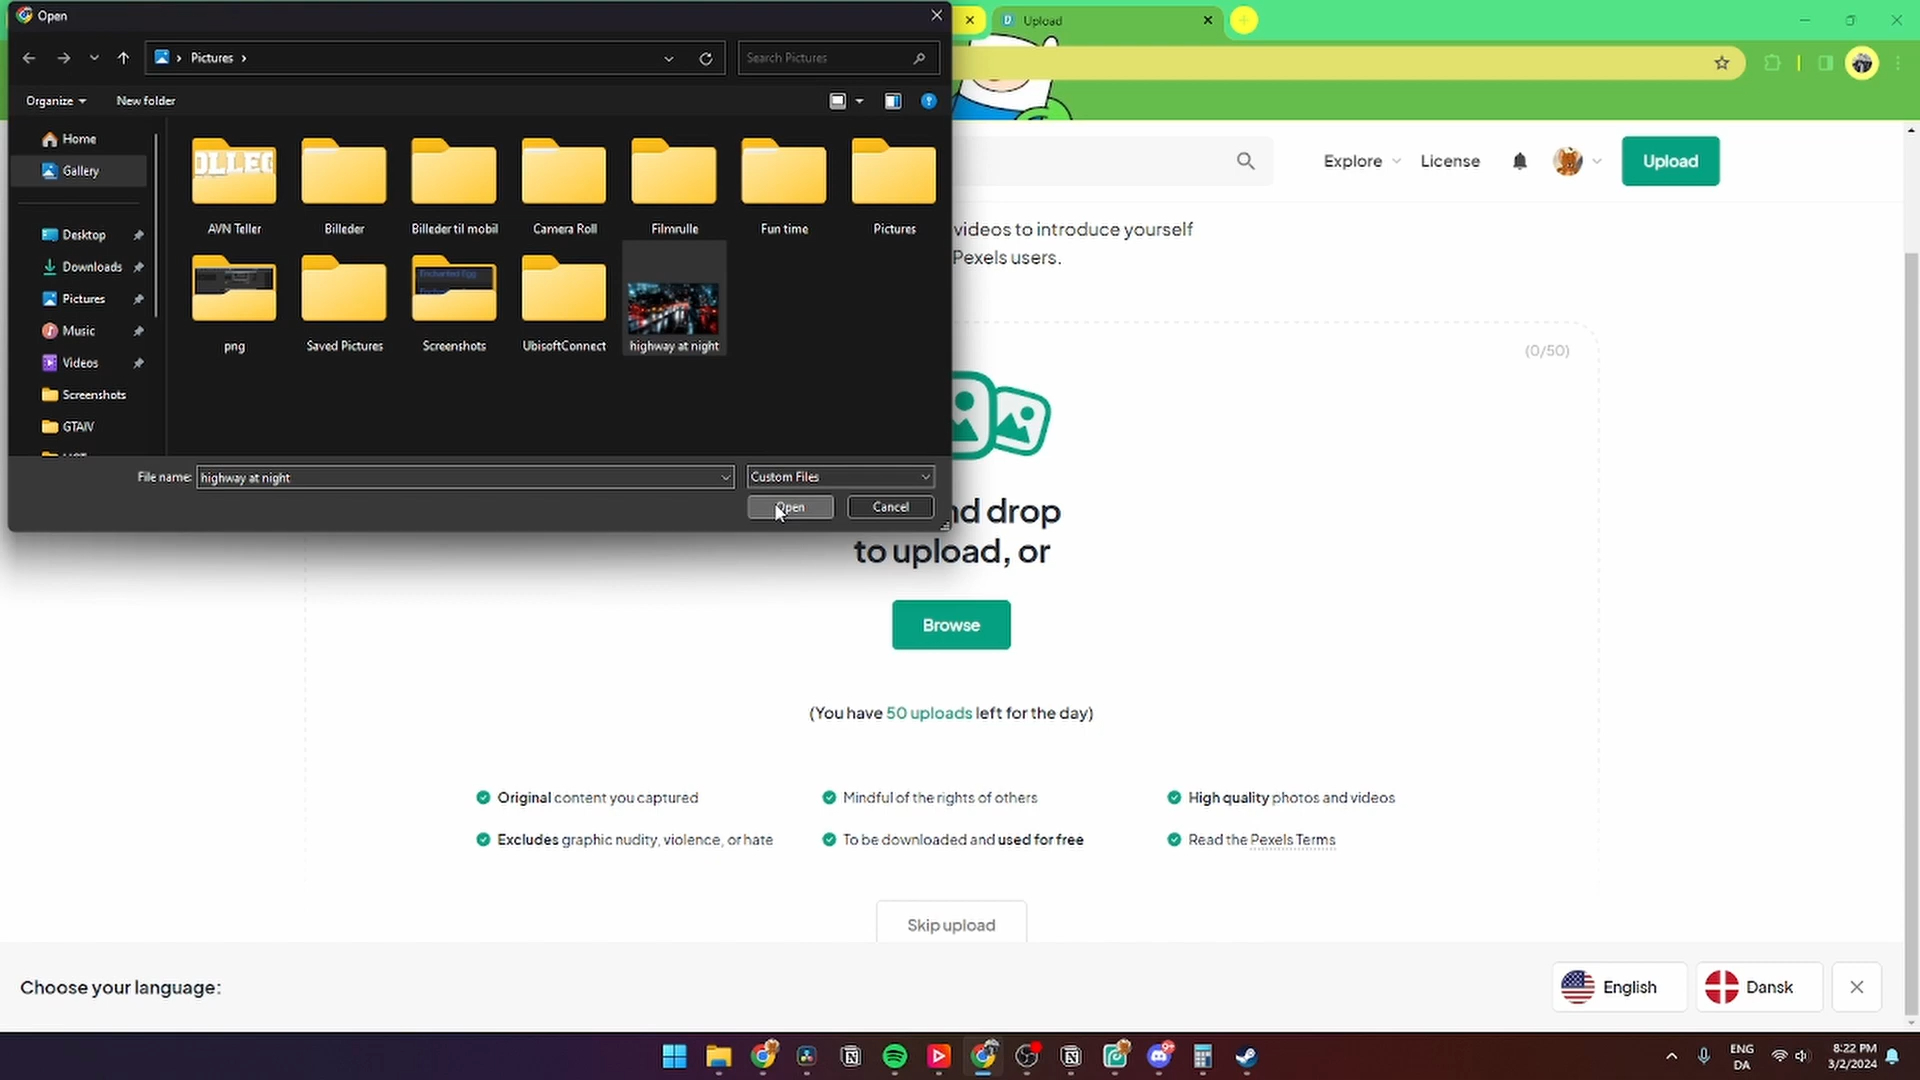 Open
Upload
Pictures
Search Pictures
Organize
New folder
Home
Gallery
Desktop
Downloads
Pictures
Music
Videos
Screenshots
GTAIV
AVN Teller
Billeder
Billeder til mobil
Camera Roll
Filmrulle
Fun time
Pictures
png
Saved Pictures
Screenshots
UbisoftConnect
highway at night
File name:
highway at night
Custom Files
Open
Cancel
Explore
License
Upload
videos to introduce yourself
Pexels users.
(0/50)
nd drop
to upload, or
Browse
(You have 50 uploads left for the day)
Original content you captured
Mindful of the rights of others
High quality photos and videos
Excludes graphic nudity, violence, or hate
To be downloaded and used for free
Read the Pexels Terms
Skip upload
Choose your language:
English
Dansk
ENG
DA
8:22 PM
3/2/2024